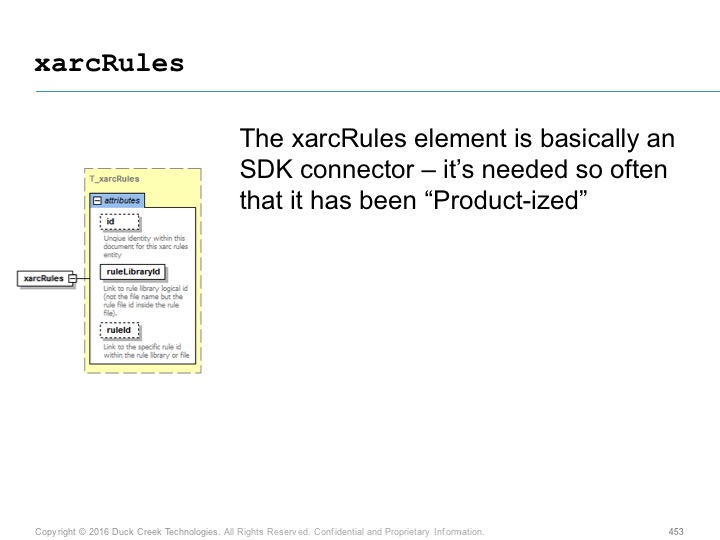 xarcRules
The xarcRules element is basically an
SDK connector – it's needed so often
that it has been “Product-ized”
T_xarcRules
attributes
id
Unqiue identity within this
document for this xarc rules
entity
xarcRules
ruleLibraryId
Link to rule library logical id
(not the file name but the
rule file id inside the rule
file).
ruleId
Link to the specific rule id
within the rule library or file
Copyright © 2016 Duck Creek Technologies. All Rights Reserved. Confidential and Proprietary Information.
453